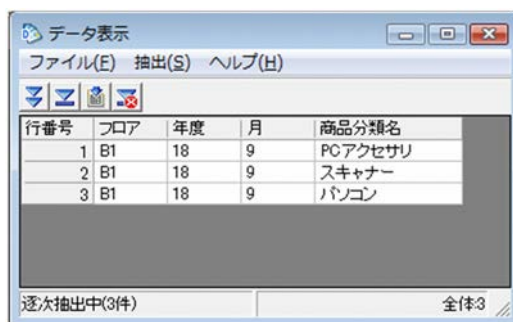 データ表示
ファイル(F) 抽出(S) ヘルプ(H)
行番号 フロア 年度 月 商品分類名
1 B1 18 9 PCアクセサリ
2 B1 18 9 スキャナー
3 B1 18 9 パソコン
逐次抽出中(3件) 全体:3